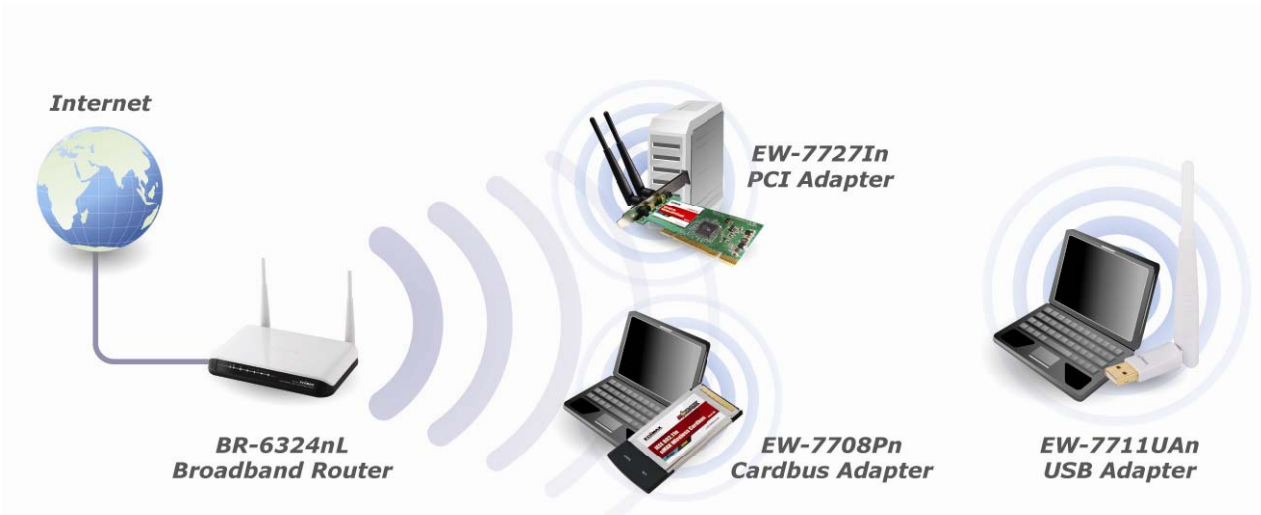 Internet
EW-7727In
PCI Adapter
BR-6324nL
Broadband Router
EW-7708Pn
Cardbus Adapter
EW-7711UAn
USB Adapter